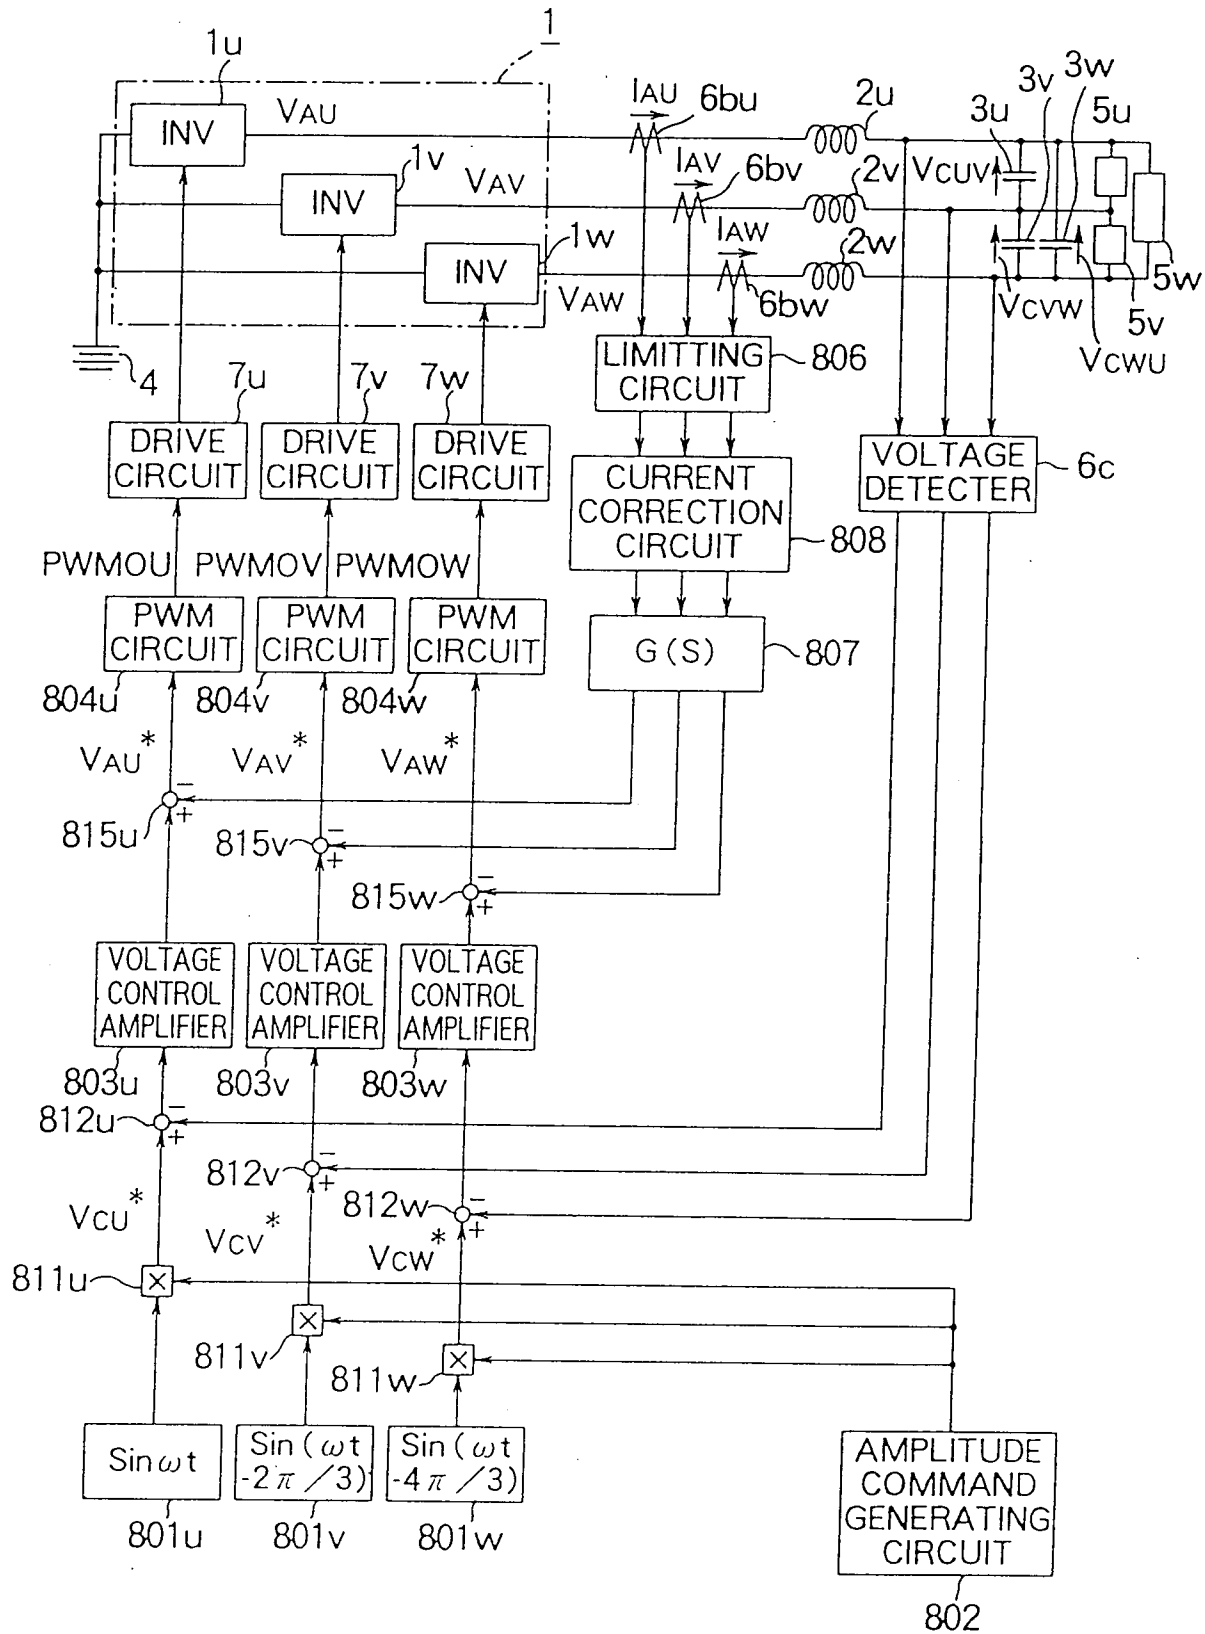 1
1u
INV
VAU
IAU
6bu
2u
3u
3v
3w
5u
1v
INV
VAV
IAV
6bv
2v
VCUV
1w
INV
VAW
IAW
6bw
2w
VCVW
5v
5w
VCWU
4
7u
7v
7w
LIMITTING
CIRCUIT
806
DRIVE
CIRCUIT
DRIVE
CIRCUIT
DRIVE
CIRCUIT
CURRENT
CORRECTION
CIRCUIT
808
VOLTAGE
DETECTER
6c
PWMOU
PWMOV
PWMOW
PWM
CIRCUIT
PWM
CIRCUIT
PWM
CIRCUIT
G(S)
807
804u
804v
804w
VAU*
VAV*
VAW*
−
+
815u
−
+
815v
−
+
815w
VOLTAGE
CONTROL
AMPLIFIER
VOLTAGE
CONTROL
AMPLIFIER
VOLTAGE
CONTROL
AMPLIFIER
803u
803v
803w
812u
−
+
812v
−
+
812w
−
+
VCU*
VCV*
VCW*
811u
×
811v
×
811w
×
Sinωt
Sin(ωt
-2π/3)
Sin(ωt
-4π/3)
801u
801v
801w
AMPLITUDE
COMMAND
GENERATING
CIRCUIT
802